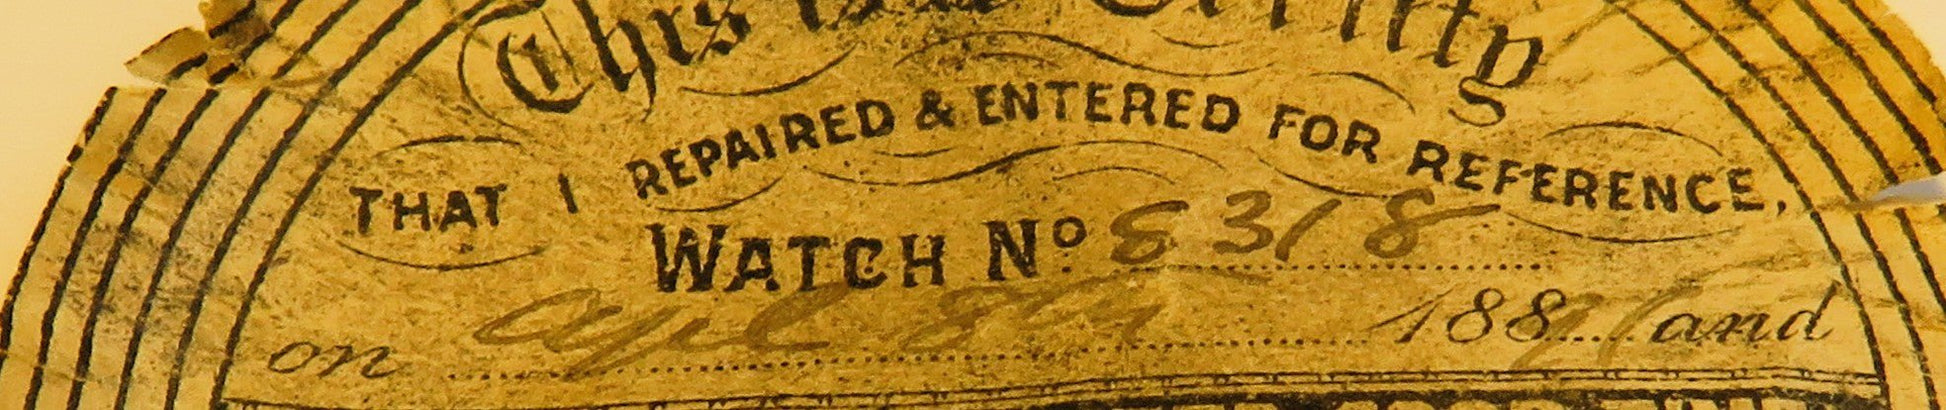 This is to Certify
THAT I REPAIRED & ENTERED FOR REFERENCE,
WATCH No 8318
on Apl 8th 188 and